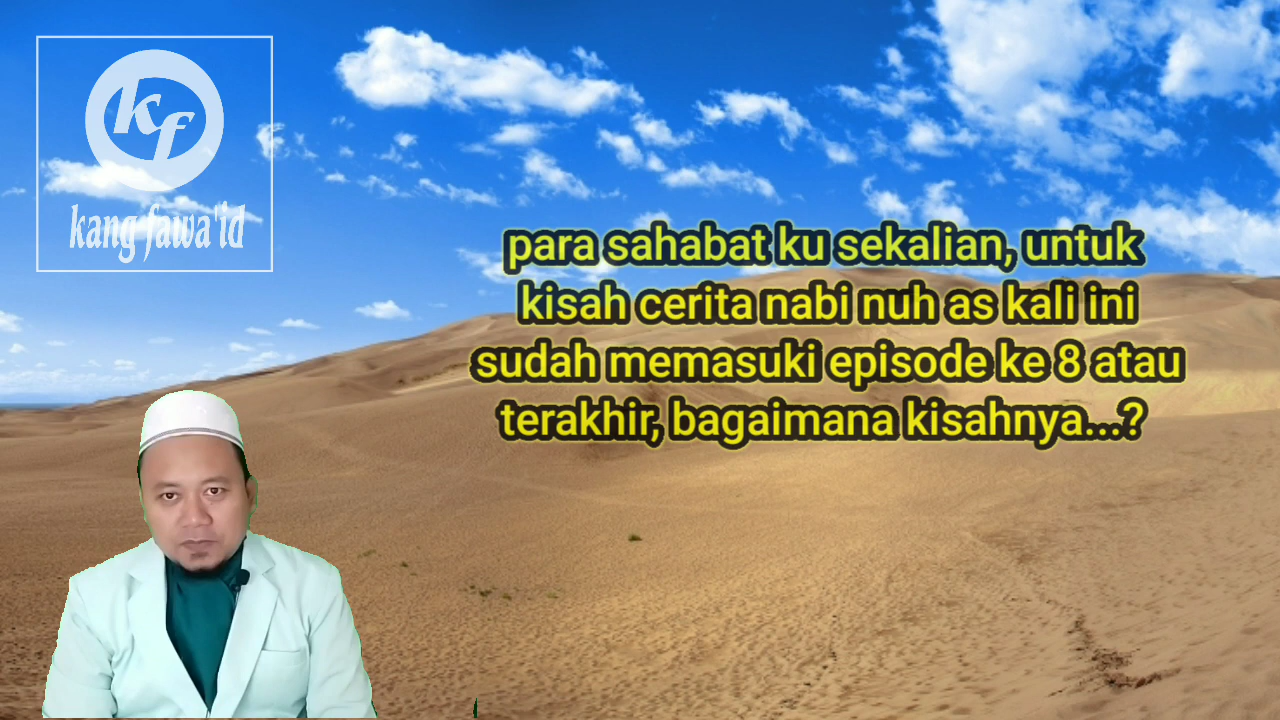 kf
kang fawa'id
para sahabat ku sekalian, untuk
kisah cerita nabi nuh as kali ini
sudah memasuki episode ke 8 atau
terakhir, bagaimana kisahnya...?